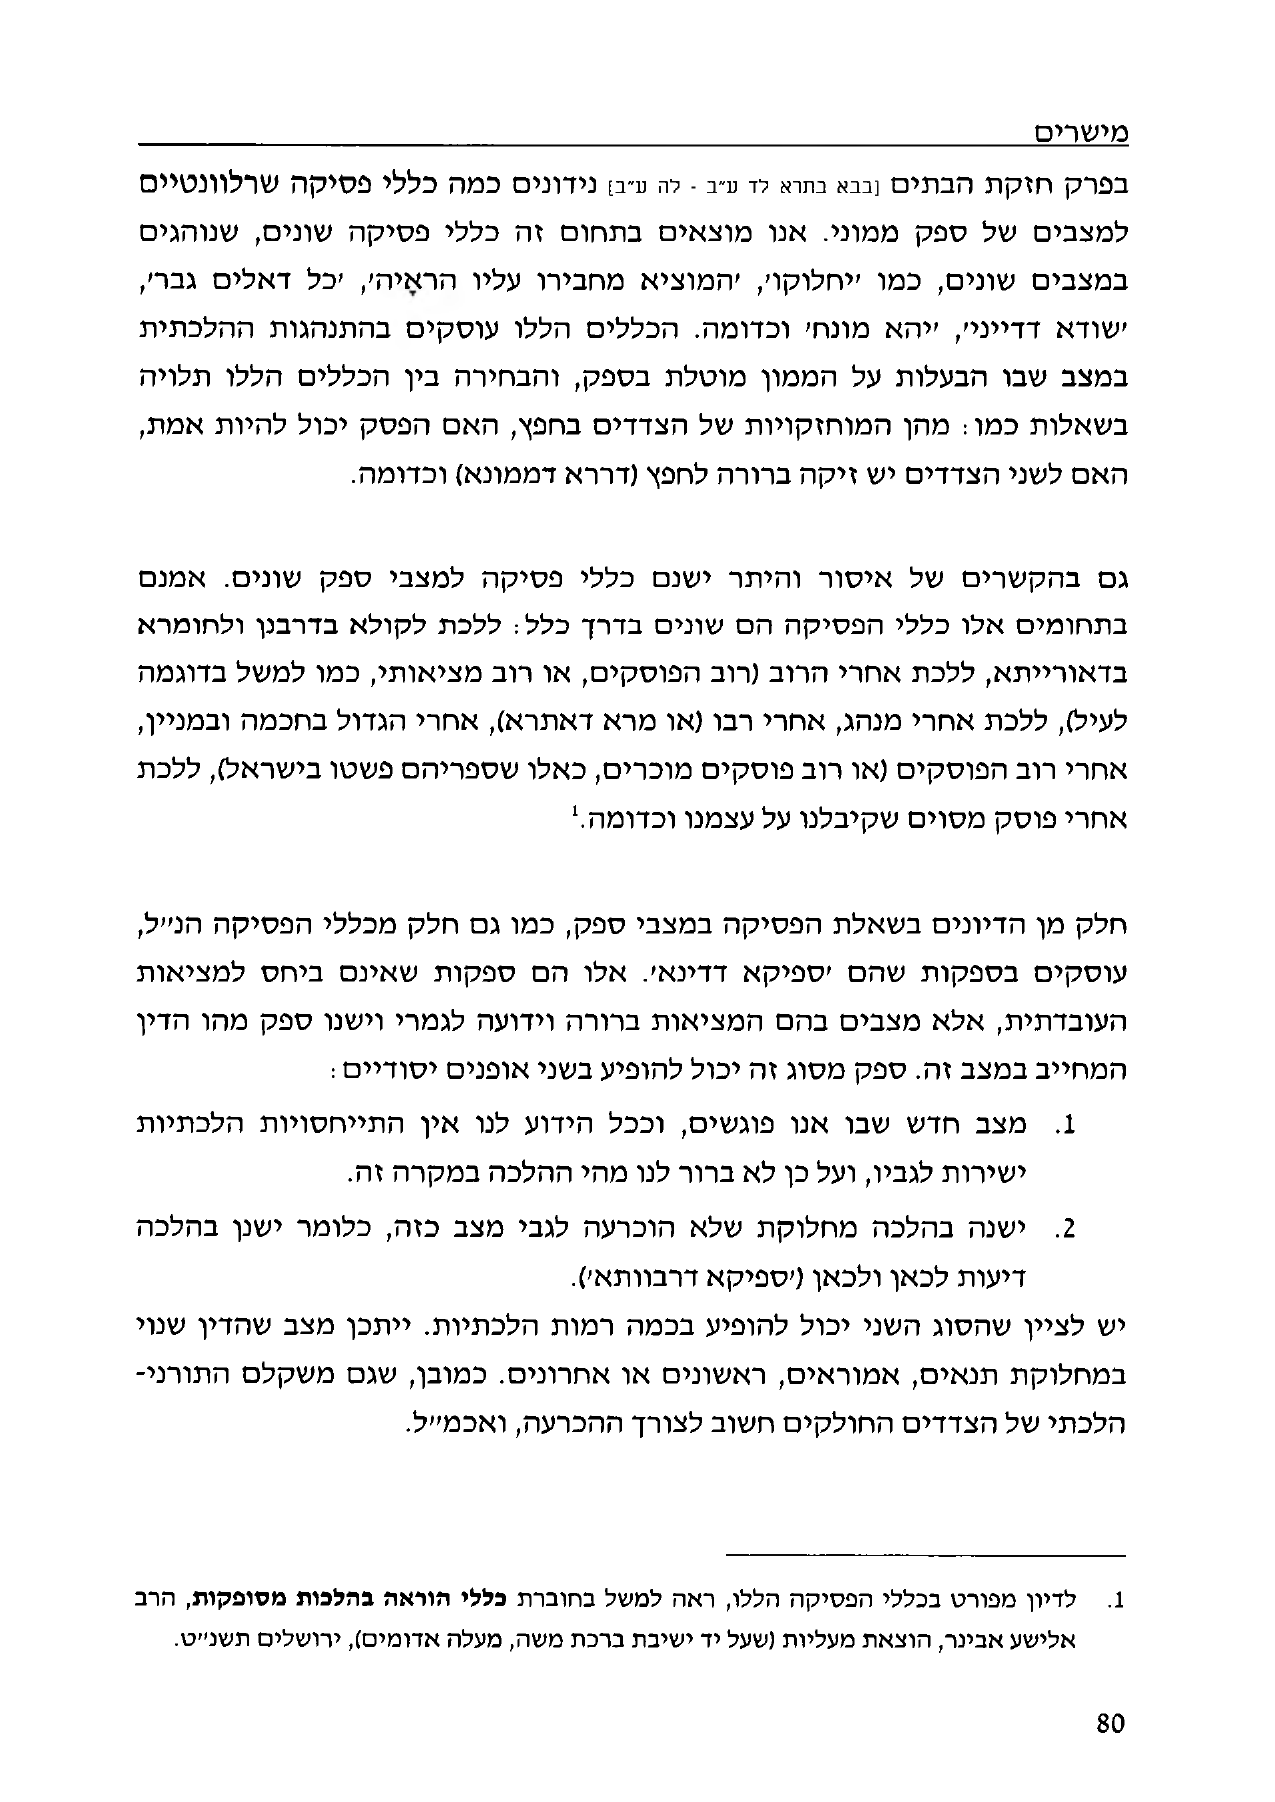 מישרים
בפרק חזקת הבתים [בבא בתרא לד ע״ב - לה ע״ב] נידונים כמה כללי פסיקה שרלוונטיים
למצבים של ספק ממוני. אנו מוצאים בתחום זה כללי פסיקה שונים, שנוהגים
במצבים שונים, כמו ׳יחלוקו׳, ׳המוציא מחבירו עליו הראיה׳, ׳כל דאלים גבר׳,
׳שודא דדייני׳, ׳יהא מונח׳ וכדומה. הכללים הללו עוסקים בהתנהגות ההלכתית
במצב שבו הבעלות על הממון מוטלת בספק, והבחירה בין הכללים הללו תלויה
בשאלות כמו: מהן המוחזקויות של הצדדים בחפץ, האם הפסק יכול להיות אמת,
האם לשני הצדדים יש זיקה ברורה לחפץ (דררא דממונא) וכדומה.
גם בהקשרים של איסור והיתר ישנם כללי פסיקה למצבי ספק שונים. אמנם
בתחומים אלו כללי הפסיקה הם שונים בדרך כלל: ללכת לקולא בדרבנן ולחומרא
בדאורייתא, ללכת אחרי הרוב (רוב הפוסקים, או רוב מציאותי, כמו למשל בדוגמה
לעיל), ללכת אחרי מנהג, אחרי רבו (או מרא דאתרא), אחרי הגדול בחכמה ובמניין,
אחרי רוב הפוסקים (או רוב פוסקים מוכרים, כאלו שספריהם פשטו בישראל), ללכת
אחרי פוסק מסוים שקיבלנו על עצמנו וכדומה.¹
חלק מן הדיונים בשאלת הפסיקה במצבי ספק, כמו גם חלק מכללי הפסיקה הנ״ל,
עוסקים בספקות שהם ׳ספיקא דדינא׳. אלו הם ספקות שאינם ביחס למציאות
העובדתית, אלא מצבים בהם המציאות ברורה וידועה לגמרי וישנו ספק מהו הדין
המחייב במצב זה. ספק מסוג זה יכול להופיע בשני אופנים יסודיים:
1. מצב חדש שבו אנו פוגשים, וככל הידוע לנו אין התייחסויות הלכתיות
ישירות לגביו, ועל כן לא ברור לנו מהי ההלכה במקרה זה.
2. ישנה בהלכה מחלוקת שלא הוכרעה לגבי מצב כזה, כלומר ישנן בהלכה
דיעות לכאן ולכאן (׳ספיקא דרבוותא׳).
יש לציין שהסוג השני יכול להופיע בכמה רמות הלכתיות. ייתכן מצב שהדין שנוי
במחלוקת תנאים, אמוראים, ראשונים או אחרונים. כמובן, שגם משקלם התורני-
הלכתי של הצדדים החולקים חשוב לצורך ההכרעה, ואכמ״ל.
1. לדיון מפורט בכללי הפסיקה הללו, ראה למשל בחוברת כללי הוראה בהלכות מסופקות, הרב
אלישע אבינר, הוצאת מעליות (שעל יד ישיבת ברכת משה, מעלה אדומים), ירושלים תשנ״ט.
80